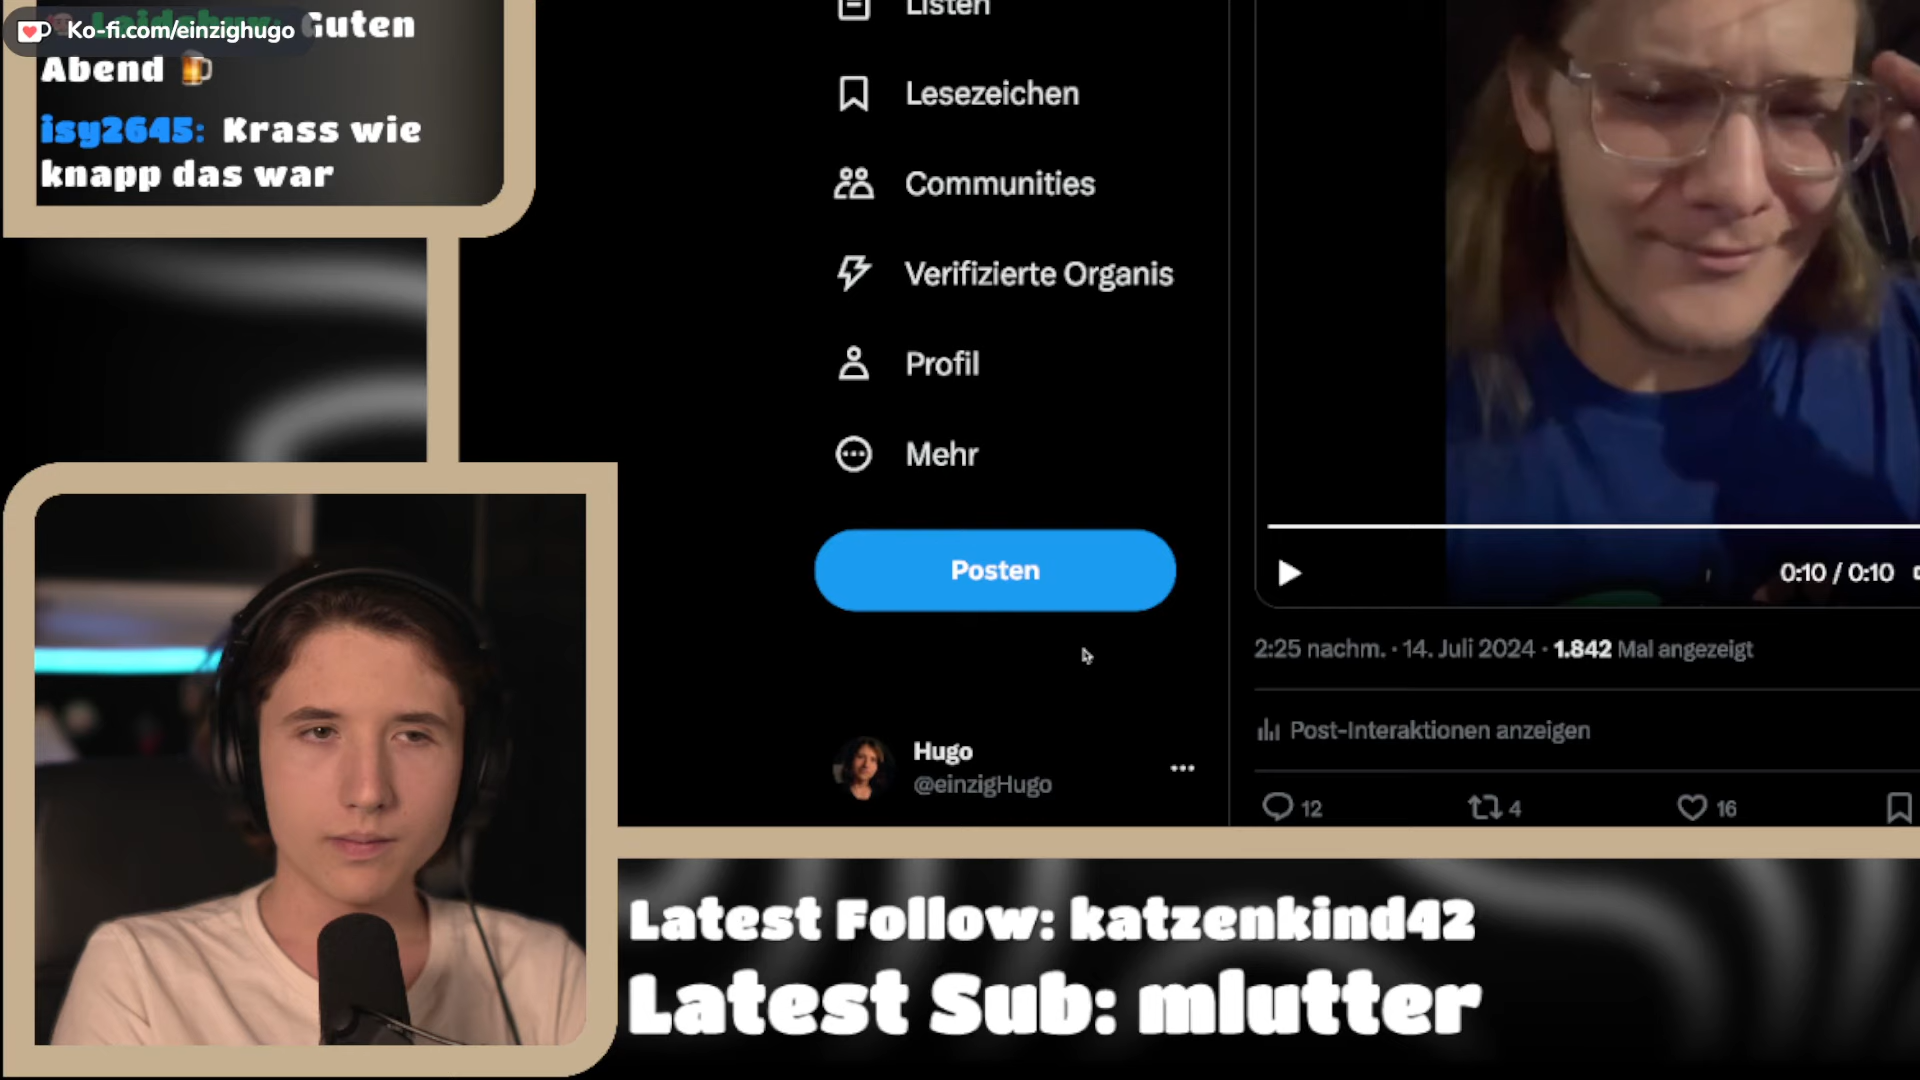 Ko-fi.com/einzighugo
Guten
Abend
isy2645: Krass wie
knapp das war
Listen
Lesezeichen
Communities
Verifizierte Organis
Profil
Mehr
Posten
Hugo
@einzigHugo
0:10 / 0:10
2:25 nachm. · 14. Juli 2024 · 1.842 Mal angezeigt
Post-Interaktionen anzeigen
12
4
16
Latest Follow: katzenkind42
Latest Sub: mlutter